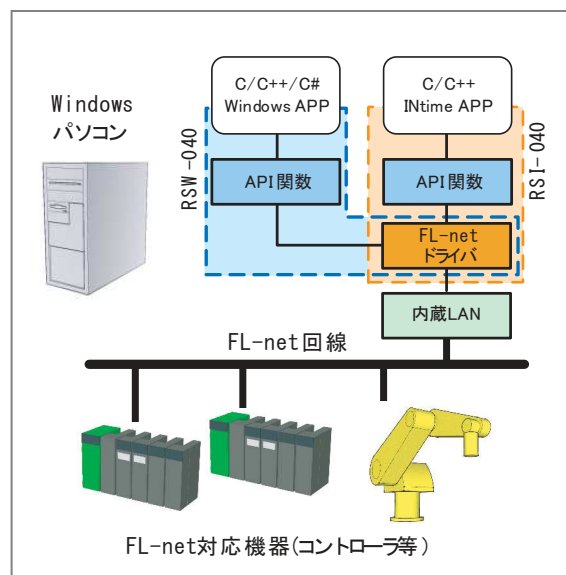 C/C++/C#
Windows APP
C/C++
INtime APP
Windows
パソコン
RSW-040
RSI-040
API関数
API関数
FL-net
ドライバ
内蔵LAN
FL-net回線
FL-net対応機器(コントローラ等)